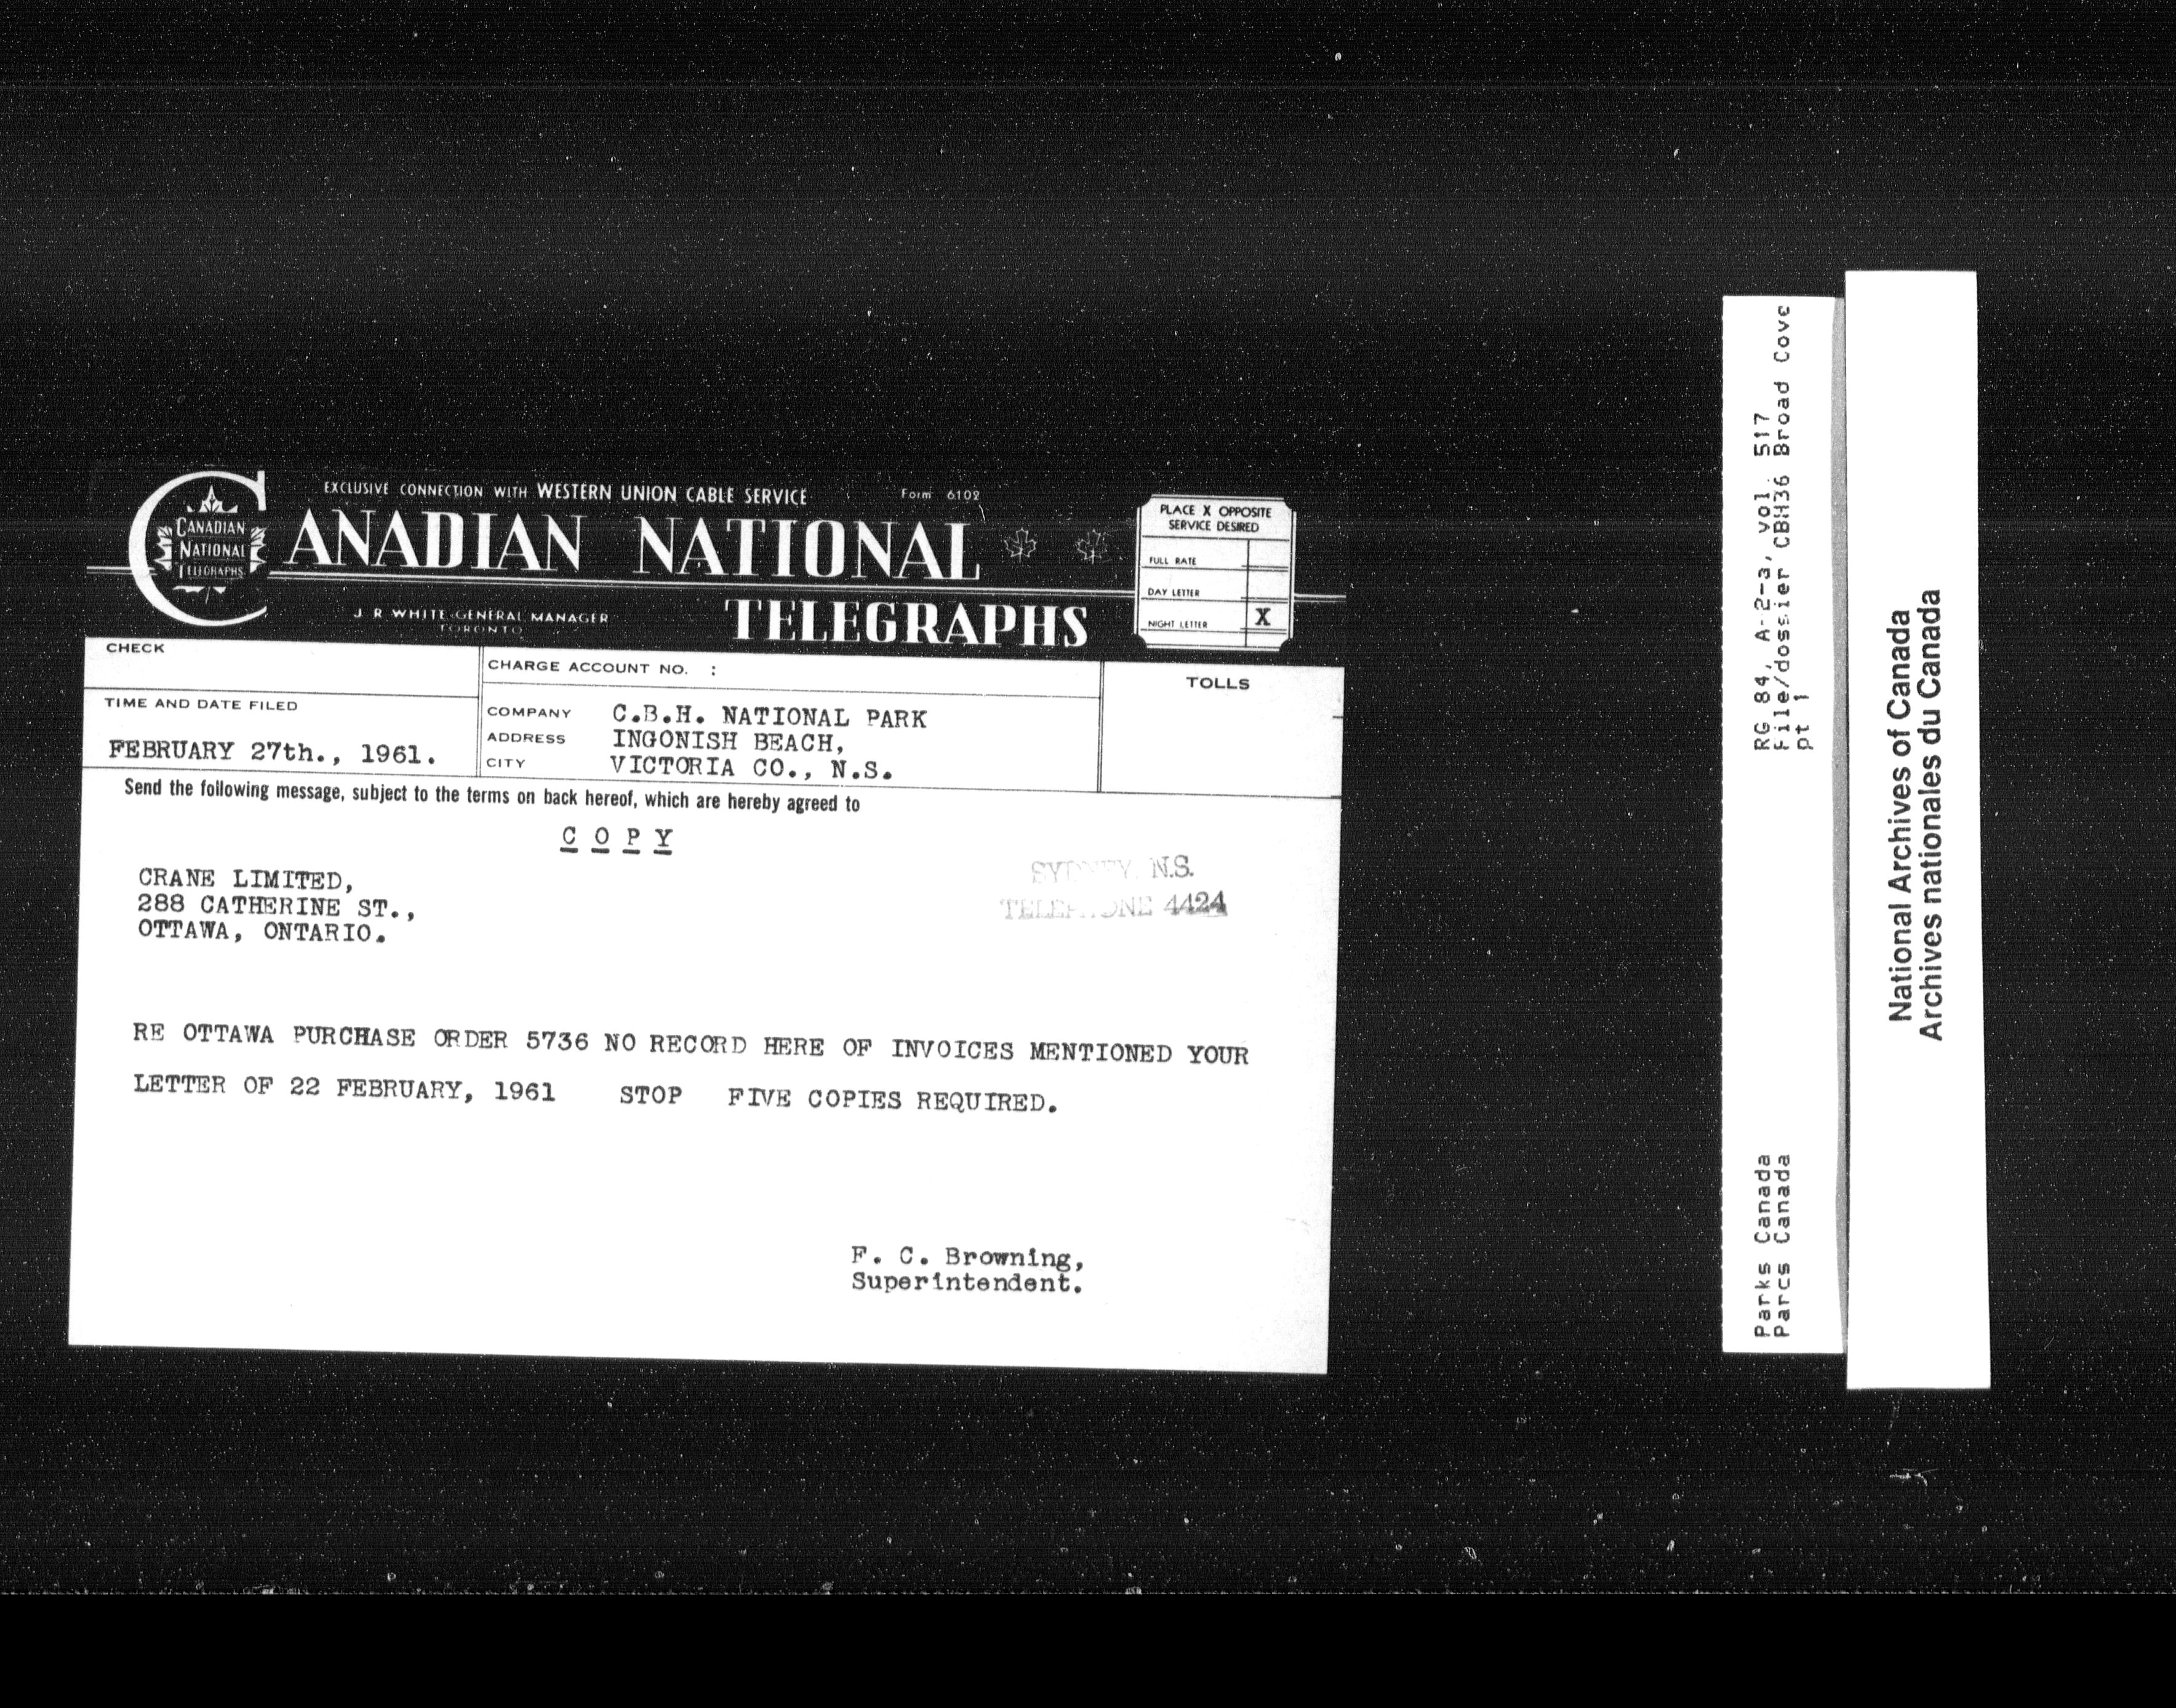 EXCLUSIVE CONNECTION WITH WESTERN UNION CABLE SERVICE
Form 6102
CANADIAN NATIONAL
TELEGRAPHS
CANADIAN
NATIONAL
TELEGRAPHS
J. R. WHITE-GENERAL MANAGER
TORONTO
PLACE X OPPOSITE
SERVICE DESIRED
FULL RATE
DAY LETTER
NIGHT LETTER X
CHECK
CHARGE ACCOUNT NO. :
TOLLS
TIME AND DATE FILED
FEBRUARY 27th., 1961.
COMPANY C.B.H. NATIONAL PARK
ADDRESS INGONISH BEACH,
CITY VICTORIA CO., N.S.
Send the following message, subject to the terms on back hereof, which are hereby agreed to
C O P Y
SYDNEY, N.S.
TELEPHONE 4424
CRANE LIMITED,
288 CATHERINE ST.,
OTTAWA, ONTARIO.
RE OTTAWA PURCHASE ORDER 5736 NO RECORD HERE OF INVOICES MENTIONED YOUR
LETTER OF 22 FEBRUARY, 1961 STOP FIVE COPIES REQUIRED.
F. C. Browning,
Superintendent.
Parks Canada
Parcs Canada
RG 84, A-2-a, vol. 517
File/dossier CBH36 Broad Cove
pt 1
National Archives of Canada
Archives nationales du Canada